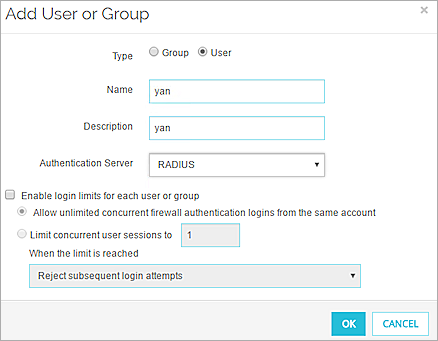 Add User or Group
×
Type Group User
Name yan
Description yan
Authentication Server RADIUS
Enable login limits for each user or group
Allow unlimited concurrent firewall authentication logins from the same account
Limit concurrent user sessions to 1
When the limit is reached
Reject subsequent login attempts
OK CANCEL